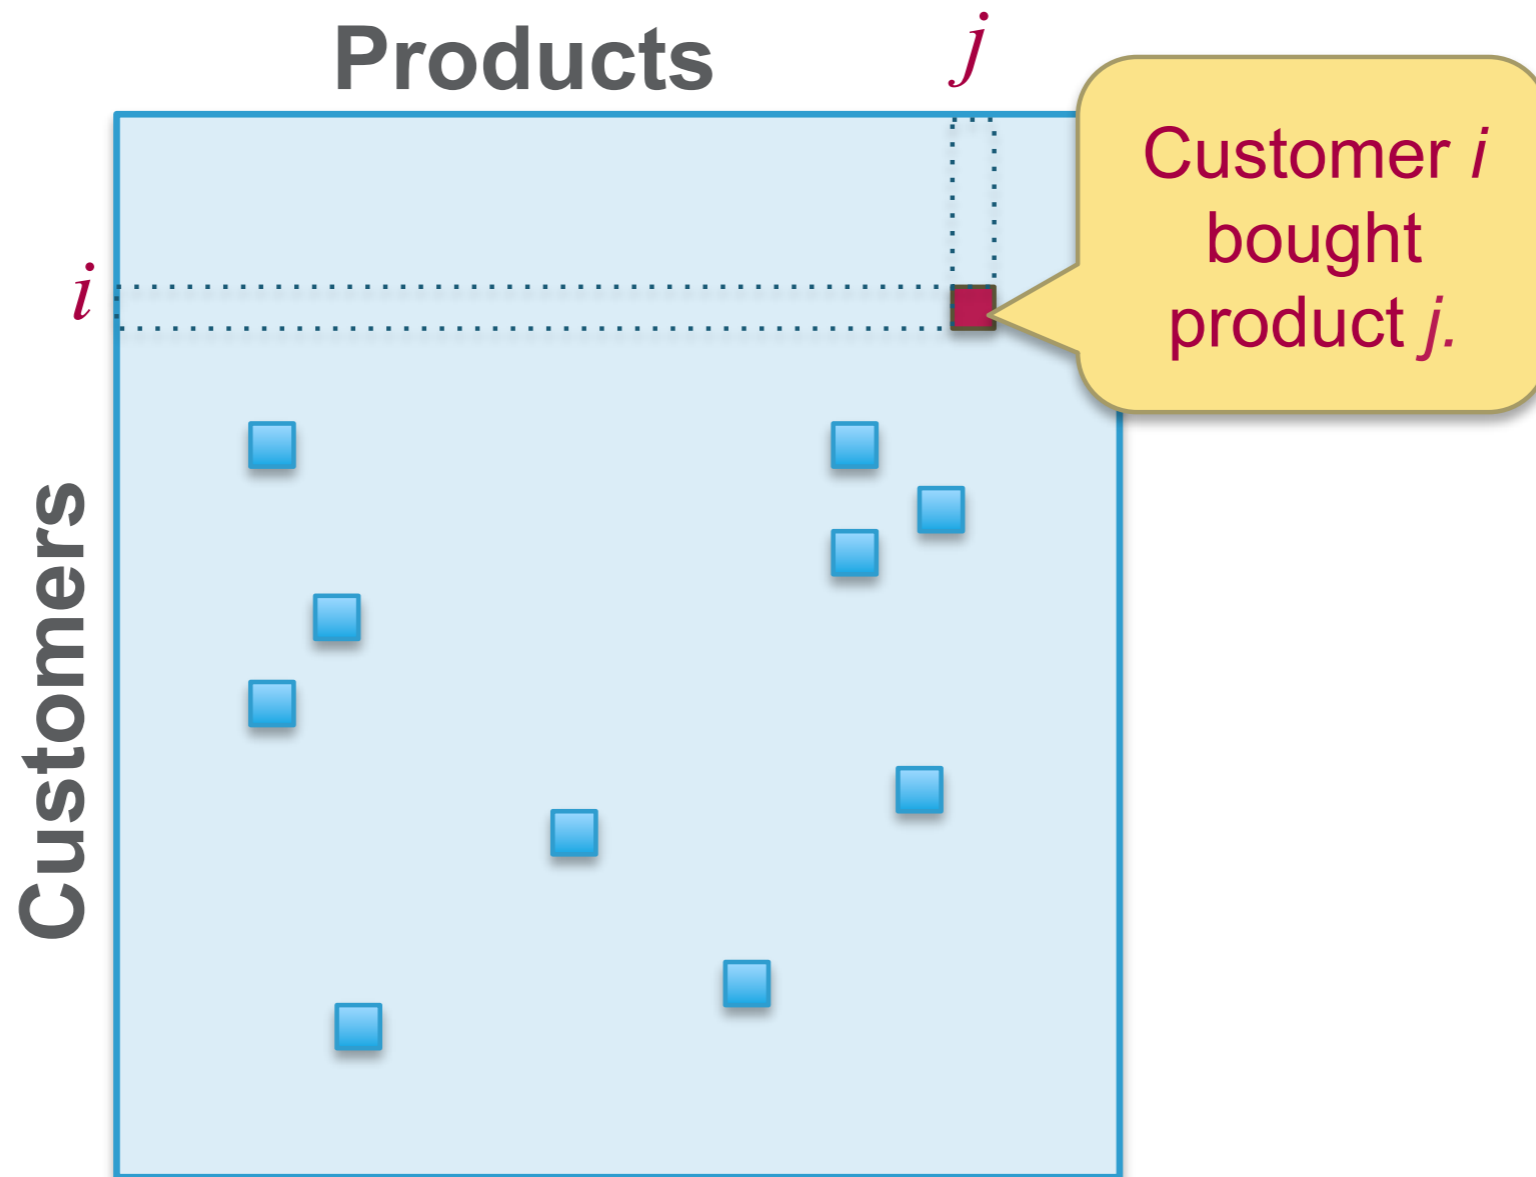 Products
j
Customer i
bought
product j.
i
Customers